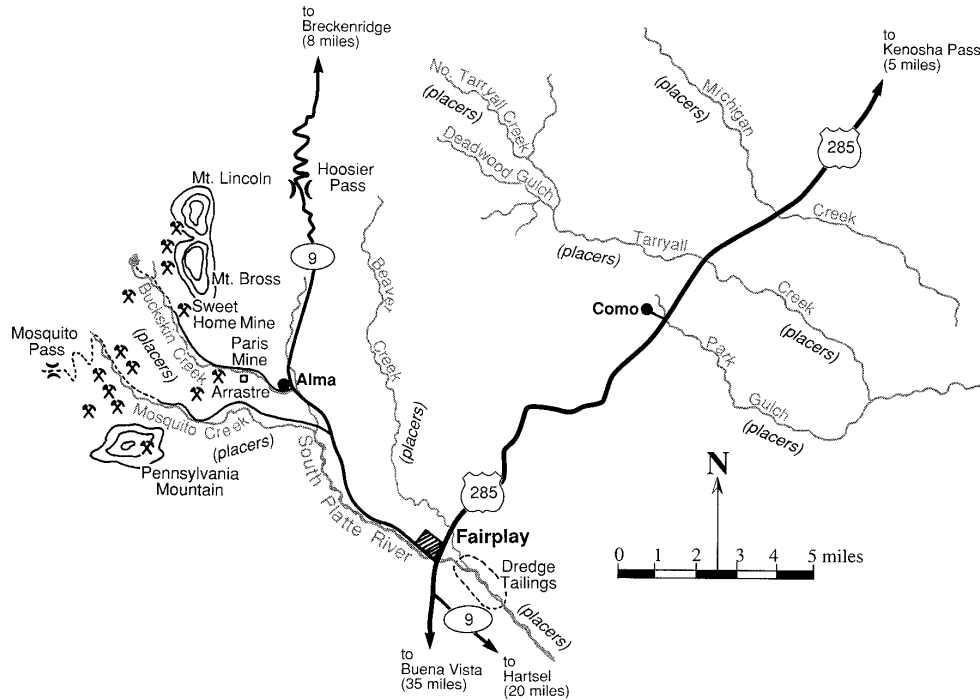 to
Breckenridge
(8 miles)
to
Kenosha Pass
(5 miles)
No. Tarryall Creek
(placers)
Deadwood Gulch
Michigan
(placers)
285
Mt. Lincoln
Hoosier
Pass
9
Mt. Bross
Beaver
Creek
(placers)
Tarryall
(placers)
Creek
Creek
(placers)
Buckskin Creek
(placers)
Sweet
Home Mine
Mosquito
Pass
Paris
Mine
Arrastre
Alma
Como
Park
Gulch
(placers)
Mosquito Creek
(placers)
Pennsylvania
Mountain
South Platte River
285
Fairplay
Dredge
Tailings
(placers)
N
0 1 2 3 4 5 miles
9
to
Buena Vista
(35 miles)
to
Hartsel
(20 miles)